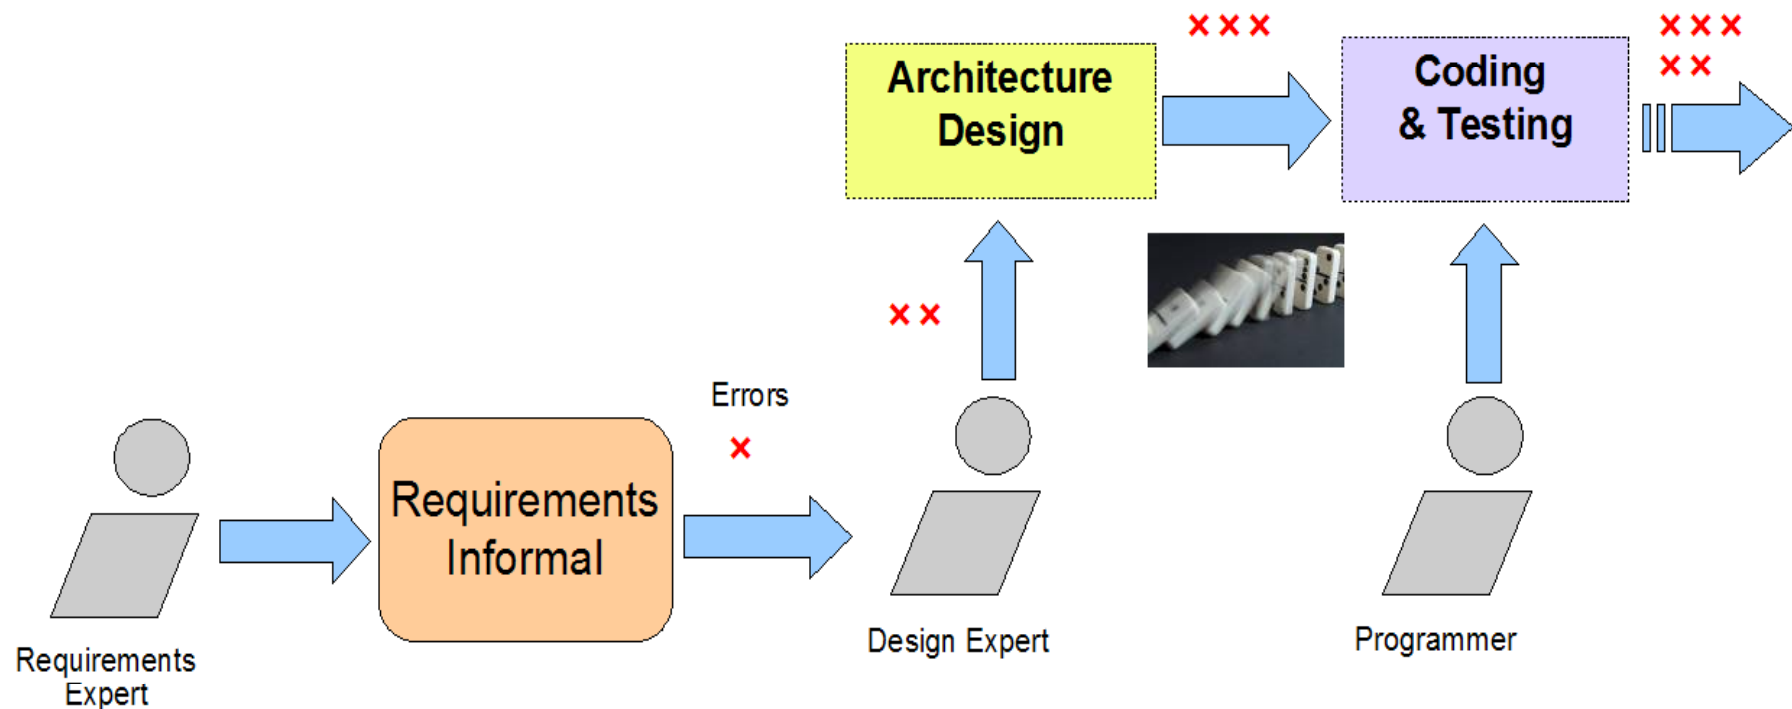 Architecture
Design
Coding
& Testing
Errors
Requirements
Informal
Requirements
Expert
Design Expert
Programmer